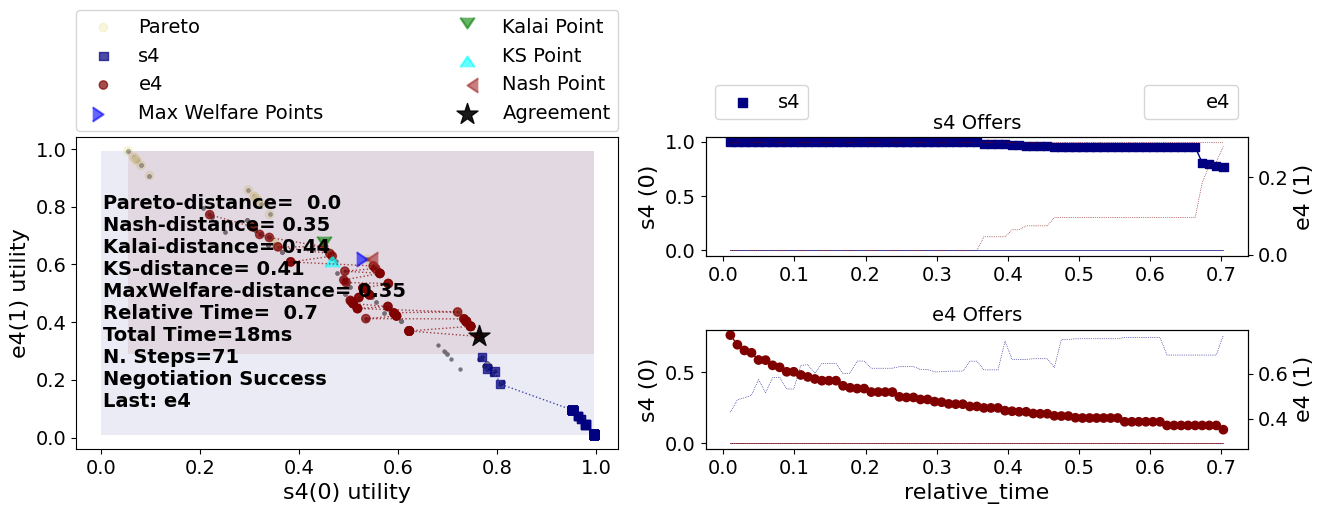 Pareto
s4
e4
Max Welfare Points
Kalai Point
KS Point
Nash Point
Agreement
e4(1) utility
1.0
0.8
0.6
0.4
0.2
0.0
Pareto-distance=  0.0
Nash-distance= 0.35
Kalai-distance= 0.44
KS-distance= 0.41
MaxWelfare-distance= 0.35
Relative Time=  0.7
Total Time=18ms
N. Steps=71
Negotiation Success
Last: e4
0.0 0.2 0.4 0.6 0.8 1.0
s4(0) utility
s4
e4
s4 Offers
s4 (0)
1.0
0.5
0.0
0.2
0.0
e4 (1)
0.0 0.1 0.2 0.3 0.4 0.5 0.6 0.7
e4 Offers
s4 (0)
0.5
0.0
0.6
0.4
e4 (1)
0.0 0.1 0.2 0.3 0.4 0.5 0.6 0.7
relative_time